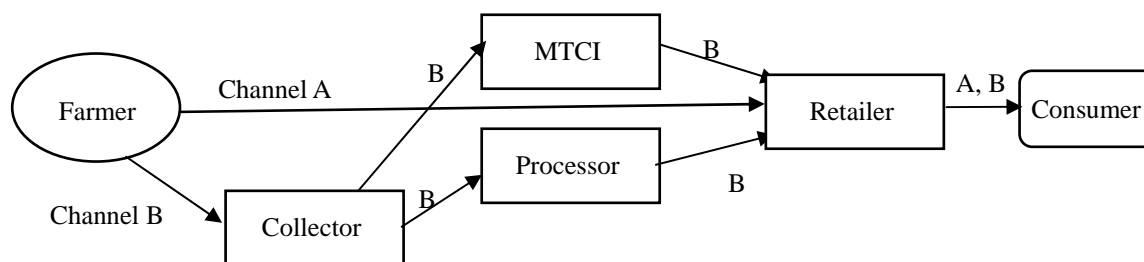 MTCI
B
B
Channel A
A, B
Farmer
Retailer
Consumer
Processor
B
B
Channel B
Collector